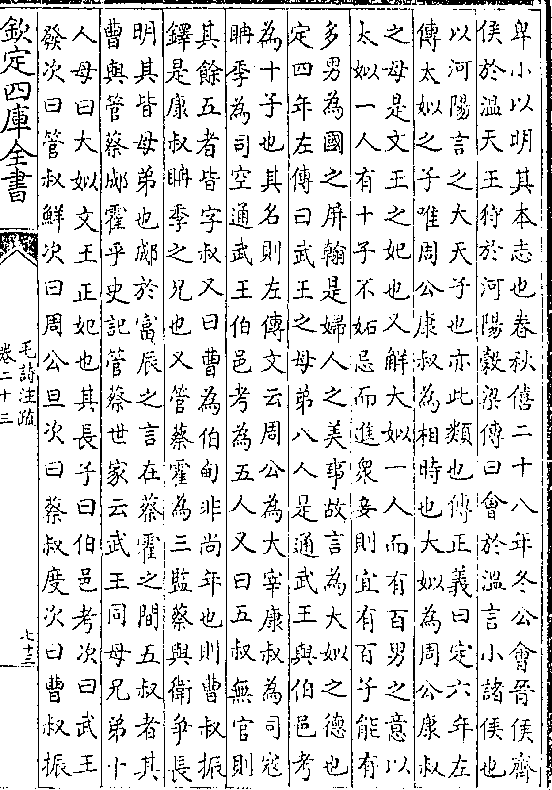 卑小以明其本志也春秋僖二十八年冬公會晉侯齊
侯於溫天王狩於河陽穀梁傳曰會於溫言小諸侯也
以河陽言之大天子也亦此類也傳正義曰定六年左
傳太姒之子唯周公康叔為相時也大姒為周公康叔
之母是文王之妃也又解大姒一人而有百男之意以
太姒一人有十子不妬忌而進衆妾則宜有百子能有
多男為國之屏翰是婦人之美事故言為大姒之德也
定四年左傳曰武王之母弟八人是通武王與伯邑考
為十子也其名則左傳文云周公為大宰康叔為司寇
聃季為司空通武王伯邑考為五人又曰五叔無官則
其餘五者皆字叔又曰曹為伯甸非尚年也則曹叔振
鐸是康叔聃季之兄也又管蔡霍為三監蔡與衛爭長
明其皆母弟也郕於富辰之言在蔡霍之間五叔者其
曹與管蔡郕霍乎史記管蔡世家云武王同母兄弟十
人母曰大姒文王正妃也其長子曰伯邑考次曰武王
發次曰管叔鮮次曰周公旦次曰蔡叔度次曰曹叔振
欽定四庫全書
毛詩注疏
卷二十三
七十三